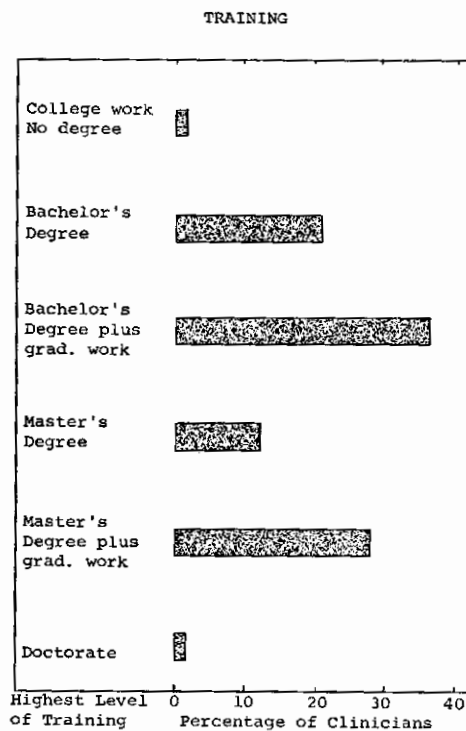 TRAINING
College work
No degree
Bachelor's
Degree
Bachelor's
Degree plus
grad. work
Master's
Degree
Master's
Degree plus
grad. work
Doctorate
Highest Level
of Training
0 10 20 30 40
Percentage of Clinicians